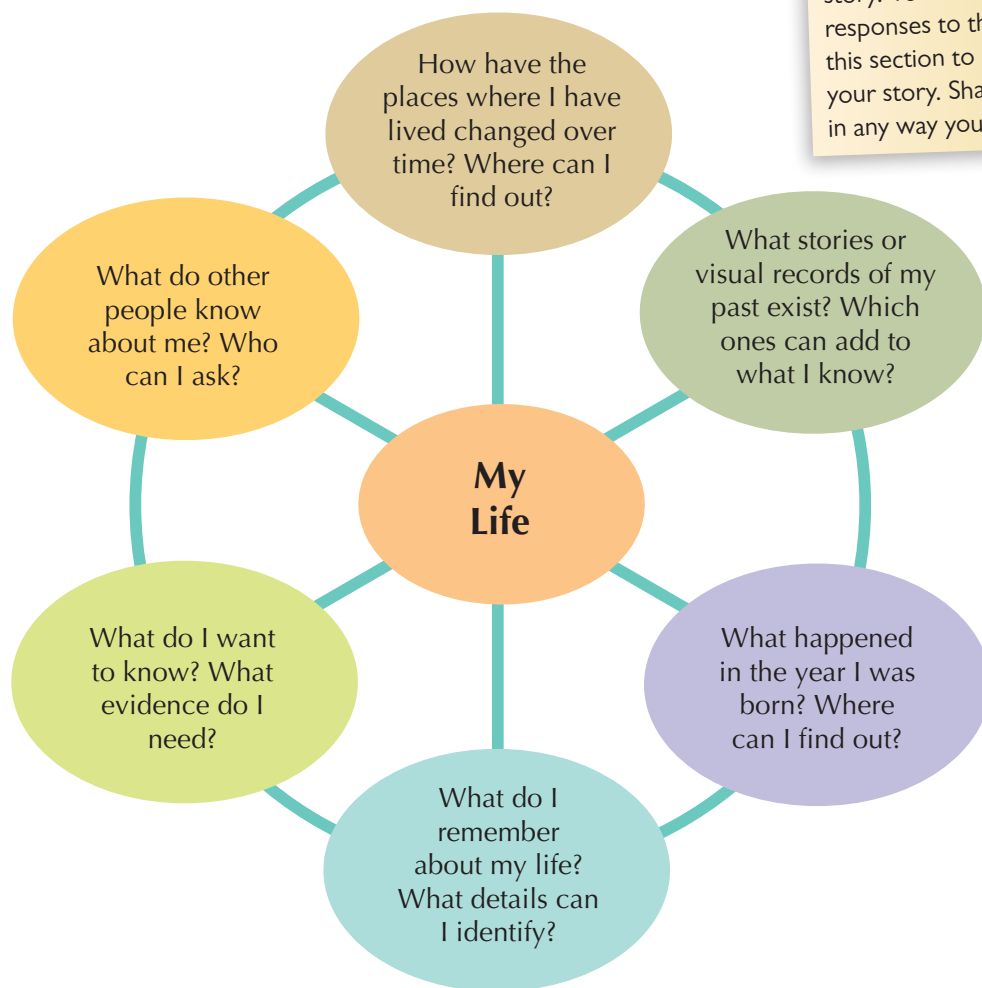 story. 
responses to
this section to
your story.
in any way you
How have the
places where I have
lived changed over
time? Where can I
find out?
What stories or
visual records of my
past exist? Which
ones can add to
what I know?
What happened
in the year I was
born? Where
can I find out?
What do I
remember
about my life?
What details can
I identify?
What do I want
to know? What
evidence do I
need?
What do other
people know
about me? Who
can I ask?
My
Life